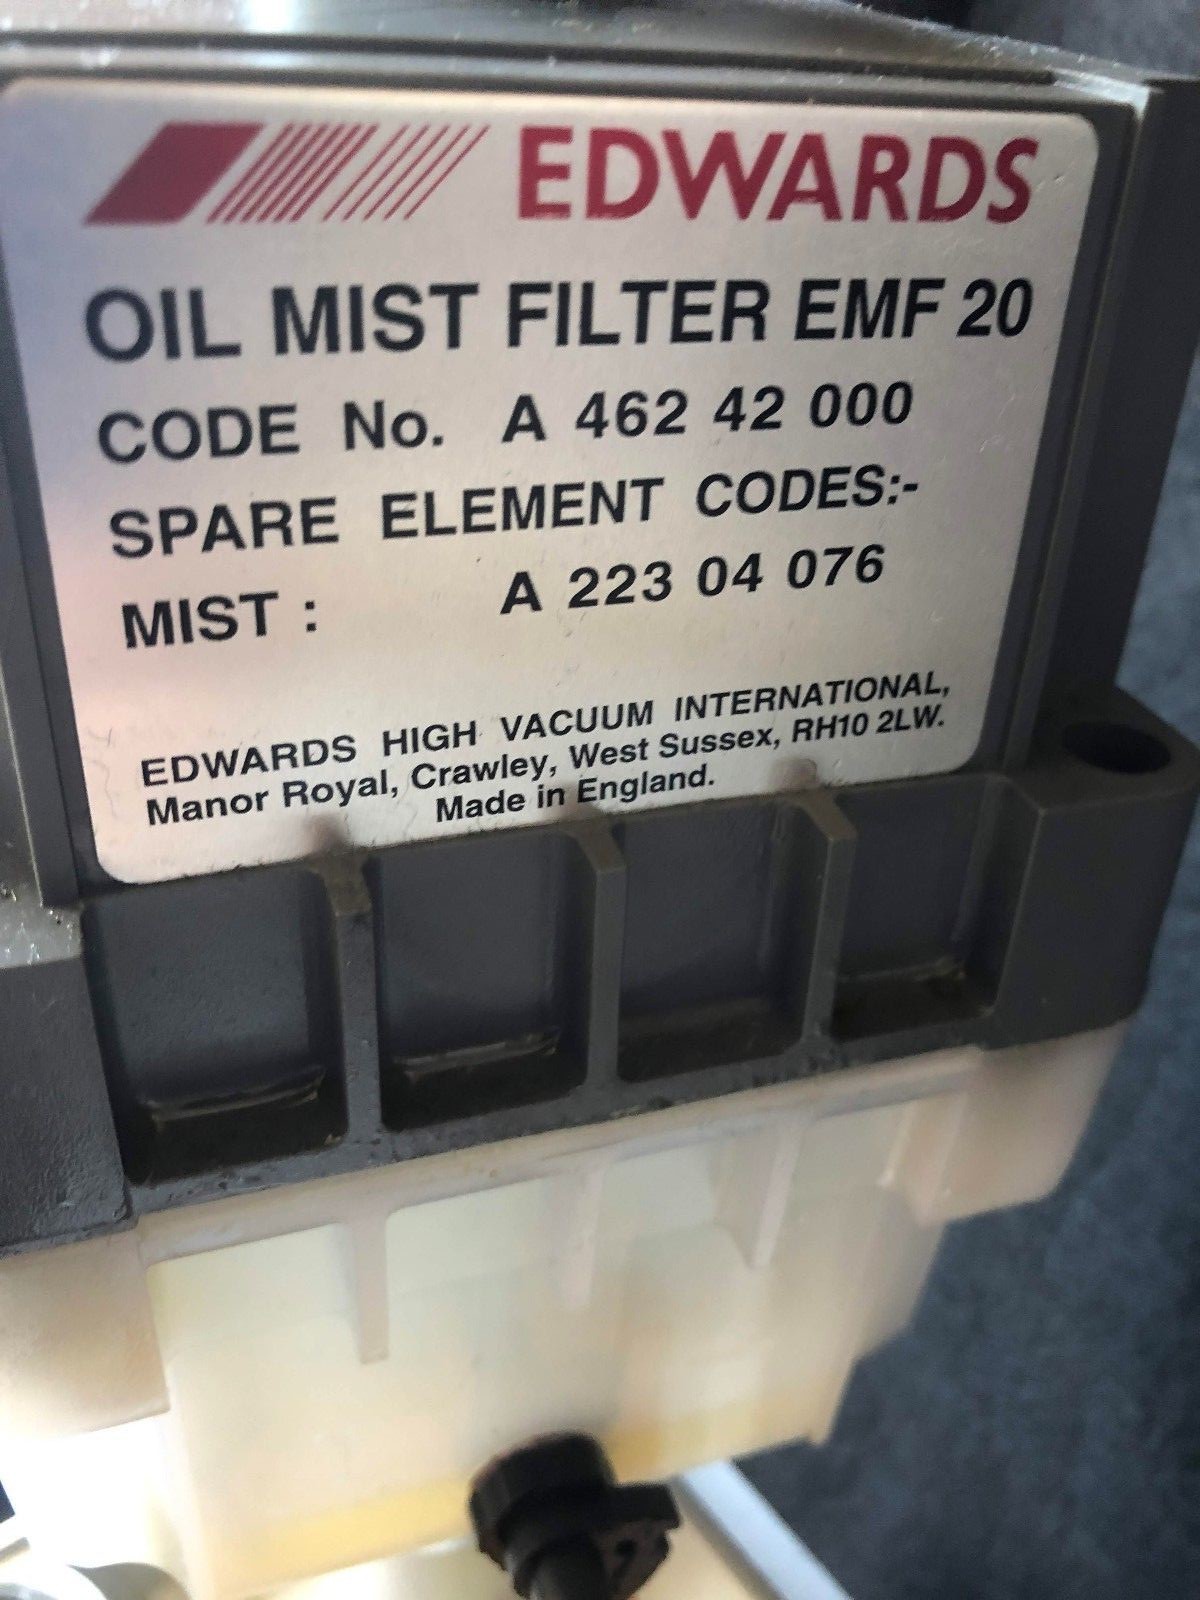 EDWARDS
OIL MIST FILTER EMF 20
CODE No. A 462 42 000
SPARE ELEMENT CODES:-
MIST : A 223 04 076
EDWARDS HIGH VACUUM INTERNATIONAL,
Manor Royal, Crawley, West Sussex, RH10 2LW.
Made in England.